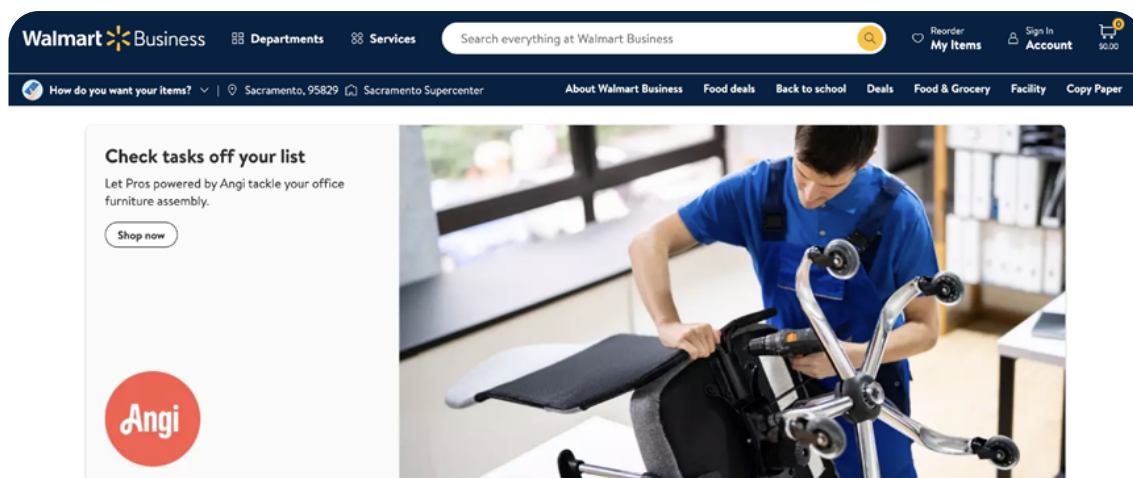 Walmart Business Departments Services Search everything at Walmart Business Reorder My Items Sign In Account 0 $0.00
How do you want your items? | Sacramento, 95829 Sacramento Supercenter About Walmart Business Food deals Back to school Deals Food & Grocery Facility Copy Paper
Check tasks off your list
Let Pros powered by Angi tackle your office
furniture assembly.
Shop now
Angi